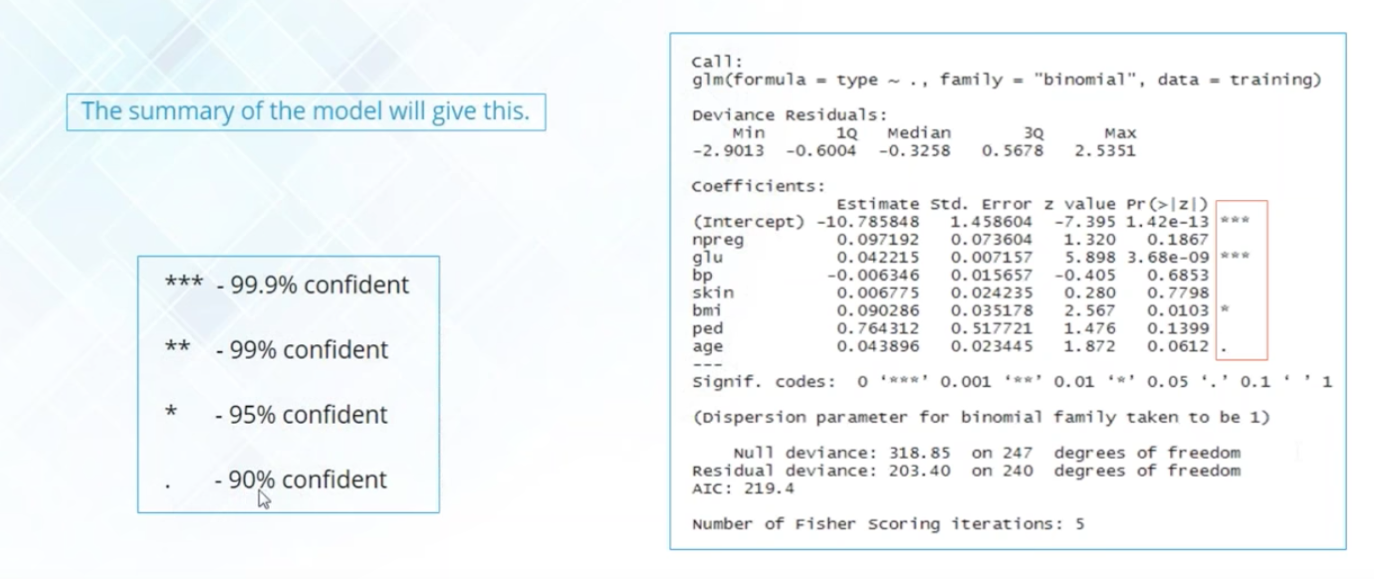 The summary of the model will give this.
*** - 99.9% confident
** - 99% confident
* - 95% confident
. - 90% confident
Call:
glm(formula = type ~ ., family = "binomial", data = training)
Deviance Residuals:
Min 1Q Median 3Q Max
-2.9013 -0.6004 -0.3258 0.5678 2.5351
Coefficients:
Estimate Std. Error z value Pr(>|z|)
(Intercept) -10.785848 1.458604 -7.395 1.42e-13 ***
npreg 0.097192 0.073604 1.320 0.1867
glu 0.042215 0.007157 5.898 3.68e-09 ***
bp -0.006346 0.015657 -0.405 0.6853
skin 0.006775 0.024235 0.280 0.7798
bmi 0.090286 0.035178 2.567 0.0103 *
ped 0.764312 0.517721 1.476 0.1399
age 0.043896 0.023445 1.872 0.0612 .
---
Signif. codes: 0 ‘***’ 0.001 ‘**’ 0.01 ‘*’ 0.05 ‘.’ 0.1 ‘ ’ 1
(Dispersion parameter for binomial family taken to be 1)
Null deviance: 318.85 on 247 degrees of freedom
Residual deviance: 203.40 on 240 degrees of freedom
AIC: 219.4
Number of Fisher Scoring iterations: 5